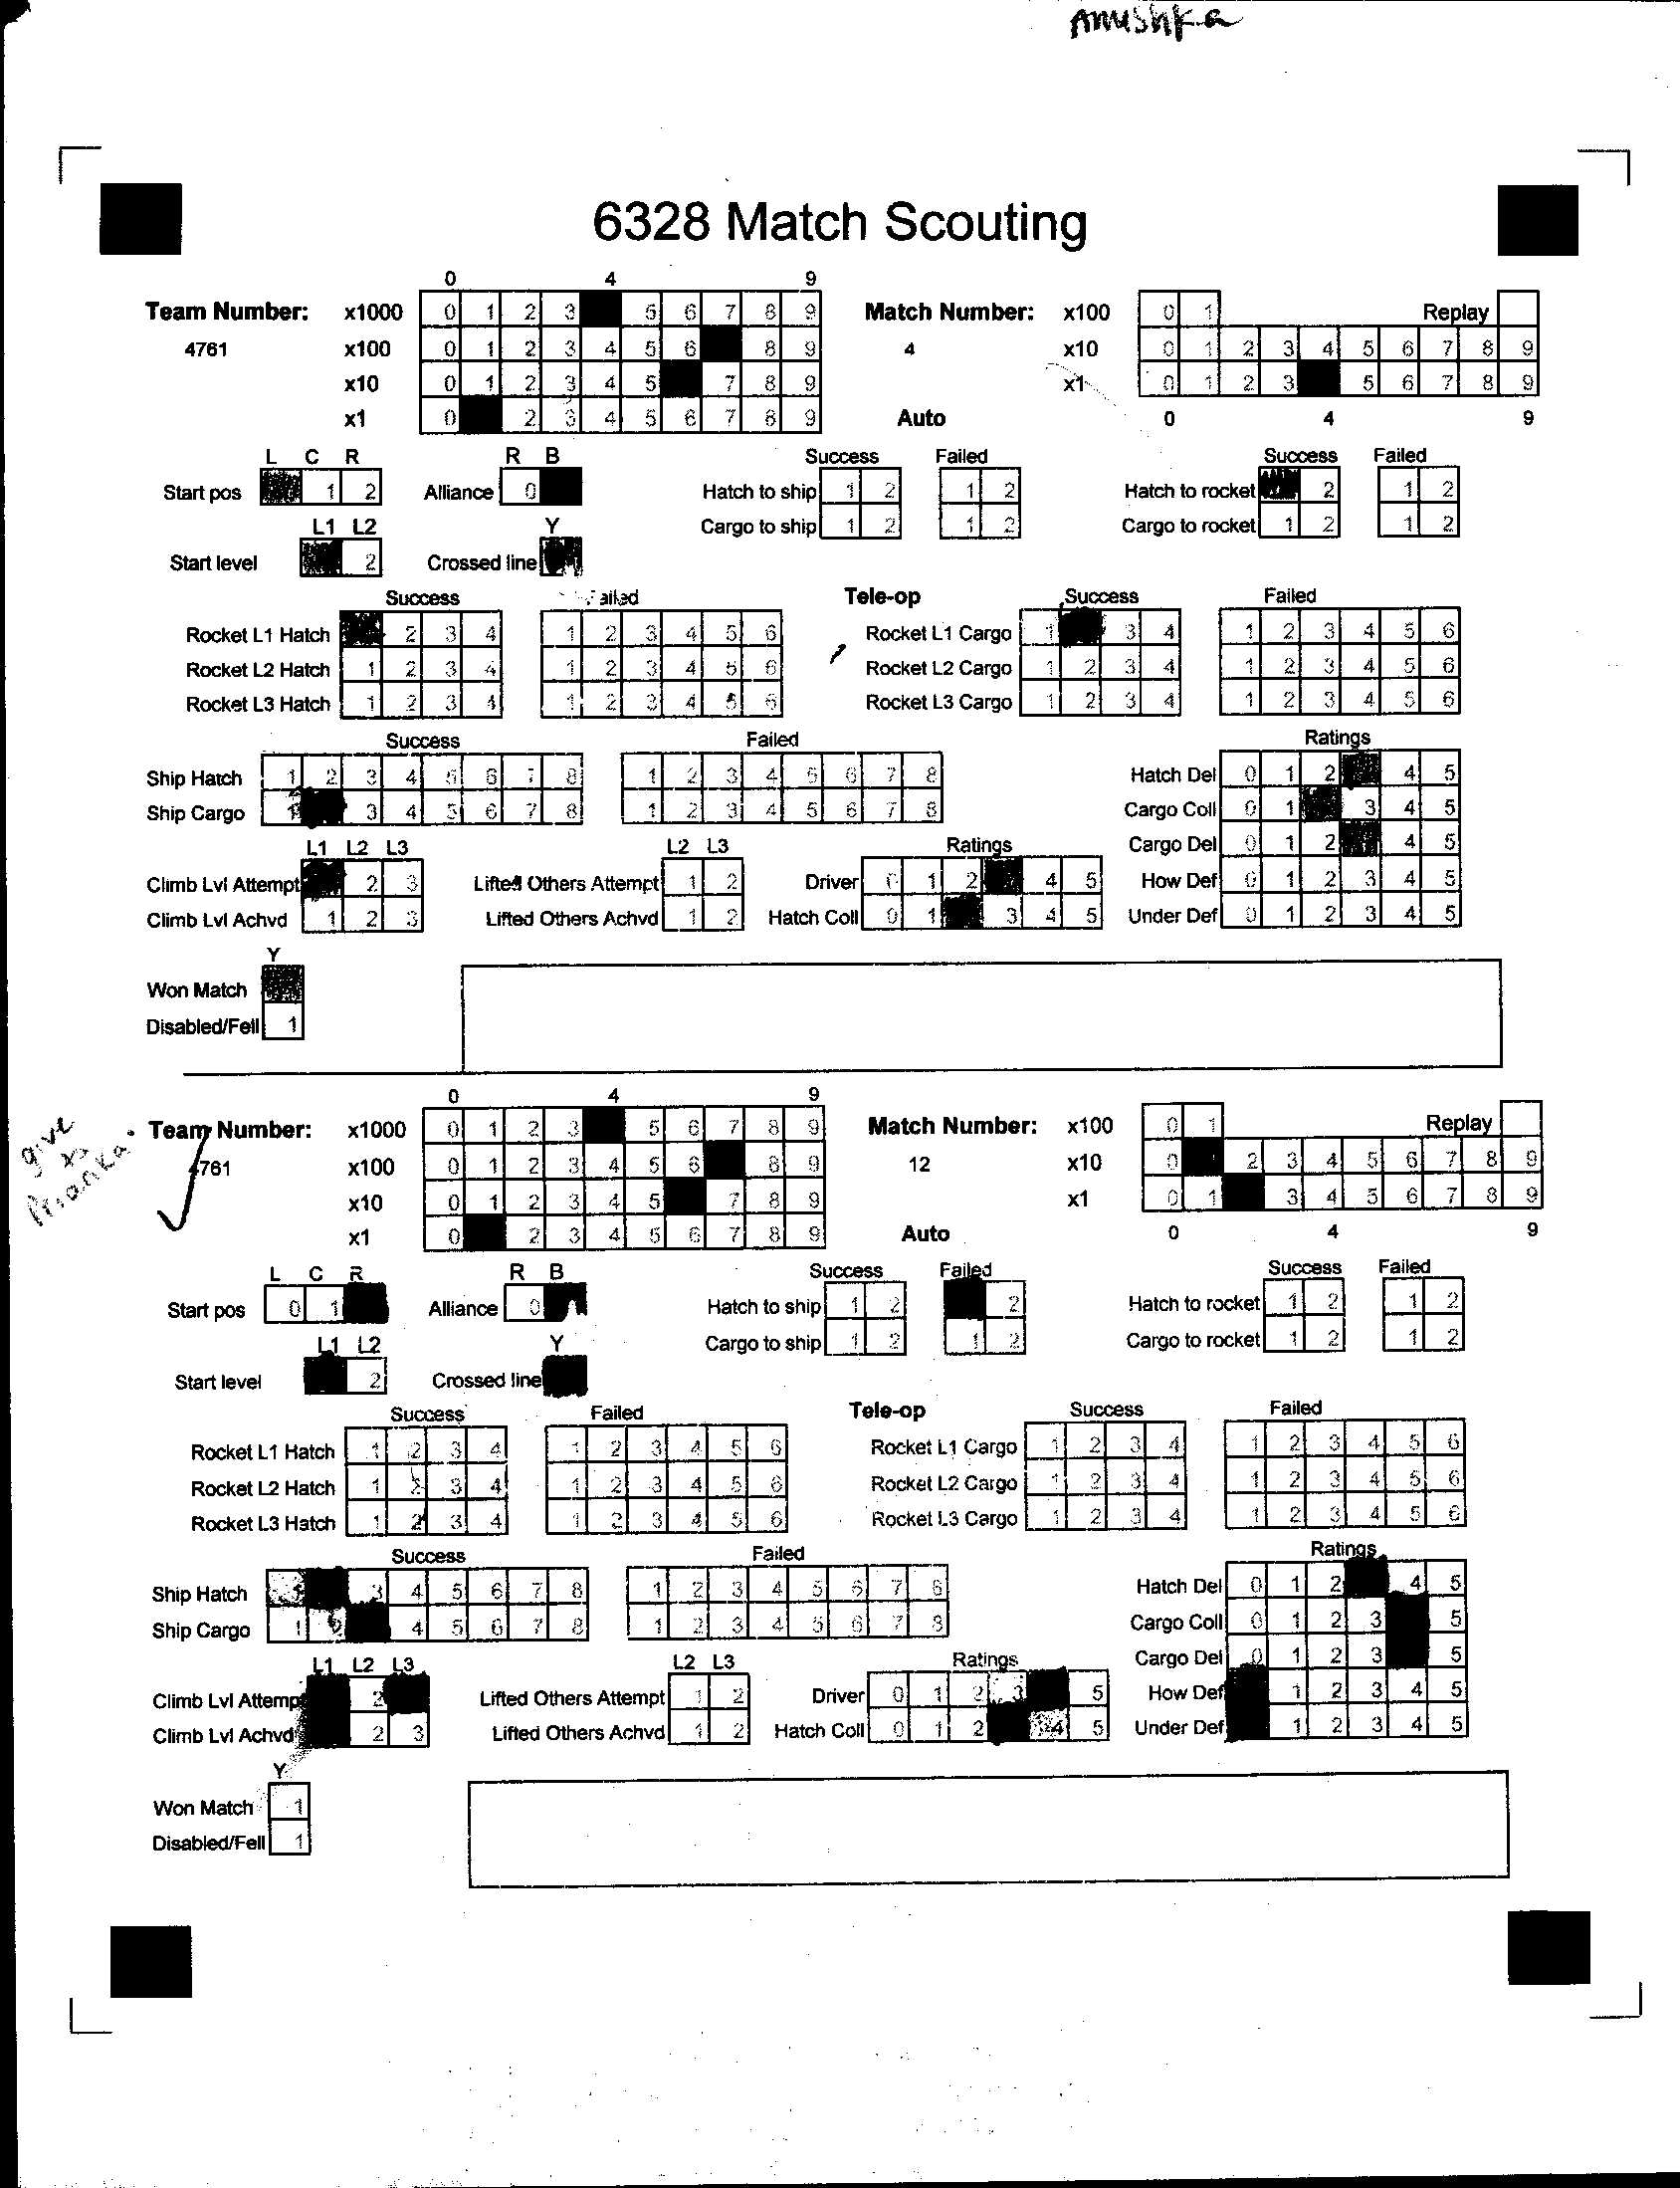 Anushka
6328 Match Scouting
0 4 9
Team Number: x1000 0 1 2 3 5 6 7 8 9 Match Number: x100 0 1 Replay
4761 x100 0 1 2 3 4 5 6 8 9 4 x10 0 1 2 3 4 5 6 7 8 9
x10 0 1 2 3 4 5 7 8 9 x1 0 1 2 3 5 6 7 8 9
x1 0 2 3 4 5 6 7 8 9 Auto 0 4 9
L C R R B Success Failed Success Failed
Start pos 1 2 Alliance 0 Hatch to ship 1 2 1 2 Hatch to rocket 2 1 2
L1 L2 Y Cargo to ship 1 2 1 2 Cargo to rocket 1 2 1 2
Start level 2 Crossed line
Success Failed Tele-op Success Failed
Rocket L1 Hatch 2 3 4 1 2 3 4 5 6 Rocket L1 Cargo 1 3 4 1 2 3 4 5 6
Rocket L2 Hatch 1 2 3 4 1 2 3 4 5 6 Rocket L2 Cargo 1 2 3 4 1 2 3 4 5 6
Rocket L3 Hatch 1 2 3 4 1 2 3 4 5 6 Rocket L3 Cargo 1 2 3 4 1 2 3 4 5 6
Success Failed Ratings
Ship Hatch 1 2 3 4 5 6 7 8 1 2 3 4 5 6 7 8 Hatch Del 0 1 2 4 5
Ship Cargo 1 3 4 5 6 7 8 1 2 3 4 5 6 7 8 Cargo Coll 0 1 3 4 5
L1 L2 L3 L2 L3 Ratings Cargo Del 0 1 2 4 5
Climb Lvl Attempt 2 3 Lifted Others Attempt 1 2 Driver 0 1 2 4 5 How Def 0 1 2 3 4 5
Climb Lvl Achvd 1 2 3 Lifted Others Achvd 1 2 Hatch Coll 0 1 3 4 5 Under Def 0 1 2 3 4 5
Y
Won Match
Disabled/Fell 1
give to Prianka.
0 4 9
Team Number: x1000 0 1 2 3 5 6 7 8 9 Match Number: x100 0 1 Replay
4761 x100 0 1 2 3 4 5 6 8 9 12 x10 0 2 3 4 5 6 7 8 9
x10 0 1 2 3 4 5 7 8 9 x1 0 1 3 4 5 6 7 8 9
x1 0 2 3 4 5 6 7 8 9 Auto 0 4 9
L C R R B Success Failed Success Failed
Start pos 0 1 Alliance 0 Hatch to ship 1 2 2 Hatch to rocket 1 2 1 2
L1 L2 Y Cargo to ship 1 2 1 2 Cargo to rocket 1 2 1 2
Start level 2 Crossed line
Success Failed Tele-op Success Failed
Rocket L1 Hatch 1 2 3 4 1 2 3 4 5 6 Rocket L1 Cargo 1 2 3 4 1 2 3 4 5 6
Rocket L2 Hatch 1 2 3 4 1 2 3 4 5 6 Rocket L2 Cargo 1 2 3 4 1 2 3 4 5 6
Rocket L3 Hatch 1 2 3 4 1 2 3 4 5 6 Rocket L3 Cargo 1 2 3 4 1 2 3 4 5 6
Success Failed Ratings
Ship Hatch 3 4 5 6 7 8 1 2 3 4 5 6 7 8 Hatch Del 0 1 2 4 5
Ship Cargo 1 2 4 5 6 7 8 1 2 3 4 5 6 7 8 Cargo Coll 0 1 2 3 5
L1 L2 L3 L2 L3 Ratings Cargo Del 0 1 2 3 5
Climb Lvl Attempt 2 Lifted Others Attempt 1 2 Driver 0 1 2 3 5 How Def 1 2 3 4 5
Climb Lvl Achvd 2 3 Lifted Others Achvd 1 2 Hatch Coll 0 1 2 4 5 Under Def 1 2 3 4 5
Y
Won Match 1
Disabled/Fell 1